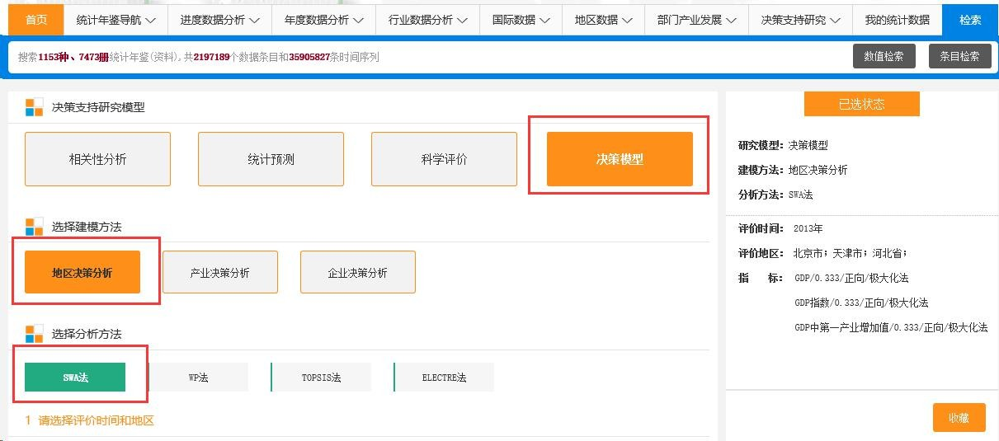 首页 统计年鉴导航 进度数据分析 年度数据分析 行业数据分析 国际数据 地区数据 部门产业发展 决策支持研究 我的统计数据 检索
搜索1153种、7473册统计年鉴(资料),共2197189个数据条目和35905827条时间序列 数值检索 条目检索
决策支持研究模型
相关性分析 统计预测 科学评价 决策模型
选择建模方法
地区决策分析 产业决策分析 企业决策分析
选择分析方法
SWA法 WP法 TOPSIS法 ELECTRE法
1 请选择评价时间和地区
已选状态
研究模型：决策模型
建模方法：地区决策分析
分析方法：SWA法
评价时间： 2013年
评价地区： 北京市；天津市；河北省；
指 标： GDP/0.333/正向/极大化法
GDP指数/0.333/正向/极大化法
GDP中第一产业增加值/0.333/正向/极大化法
收藏